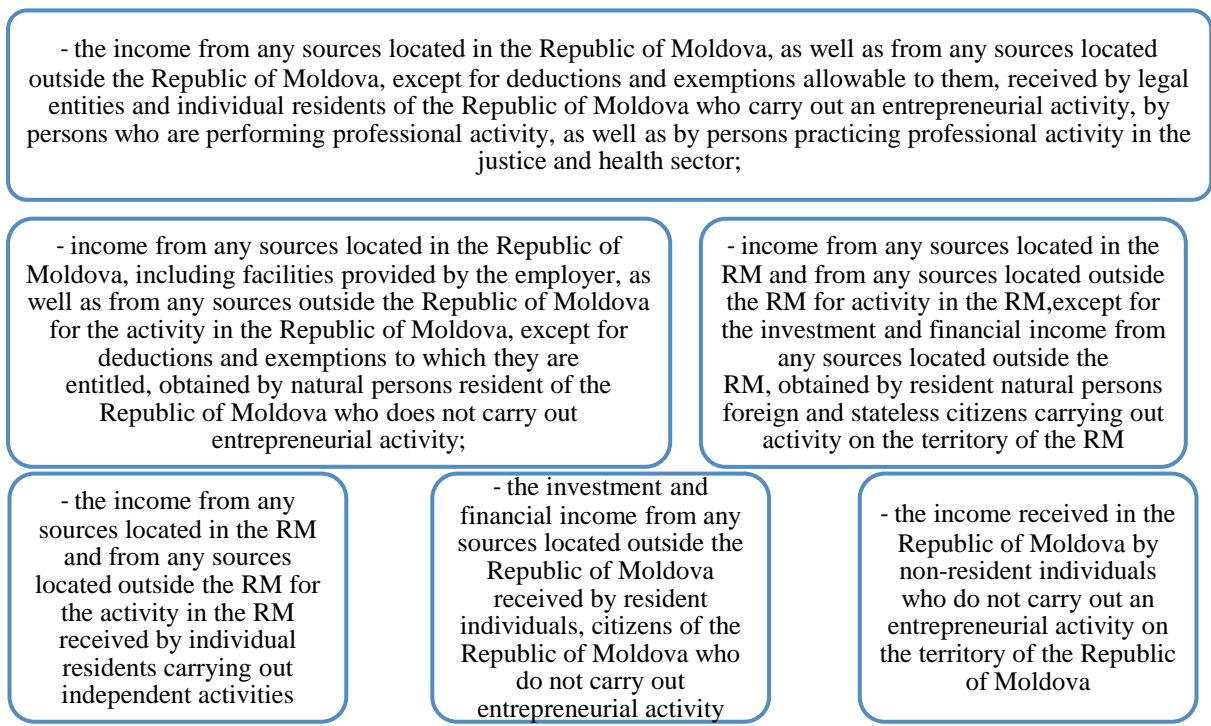 - the income from any sources located in the Republic of Moldova, as well as from any sources located
outside the Republic of Moldova, except for deductions and exemptions allowable to them, received by legal
entities and individual residents of the Republic of Moldova who carry out an entrepreneurial activity, by
persons who are performing professional activity, as well as by persons practicing professional activity in the
justice and health sector;
- income from any sources located in the Republic of
Moldova, including facilities provided by the employer, as
well as from any sources outside the Republic of Moldova
for the activity in the Republic of Moldova, except for
deductions and exemptions to which they are
entitled, obtained by natural persons resident of the
Republic of Moldova who does not carry out
entrepreneurial activity;
- income from any sources located in the
RM and from any sources located outside
the RM for activity in the RM,except for
the investment and financial income from
any sources located outside the
RM, obtained by resident natural persons
foreign and stateless citizens carrying out
activity on the territory of the RM
- the income from any
sources located in the RM
and from any sources
located outside the RM for
the activity in the RM
received by individual
residents carrying out
independent activities
- the investment and
financial income from any
sources located outside the
Republic of Moldova
received by resident
individuals, citizens of the
Republic of Moldova who
do not carry out
entrepreneurial activity
- the income received in the
Republic of Moldova by
non-resident individuals
who do not carry out an
entrepreneurial activity on
the territory of the Republic
of Moldova